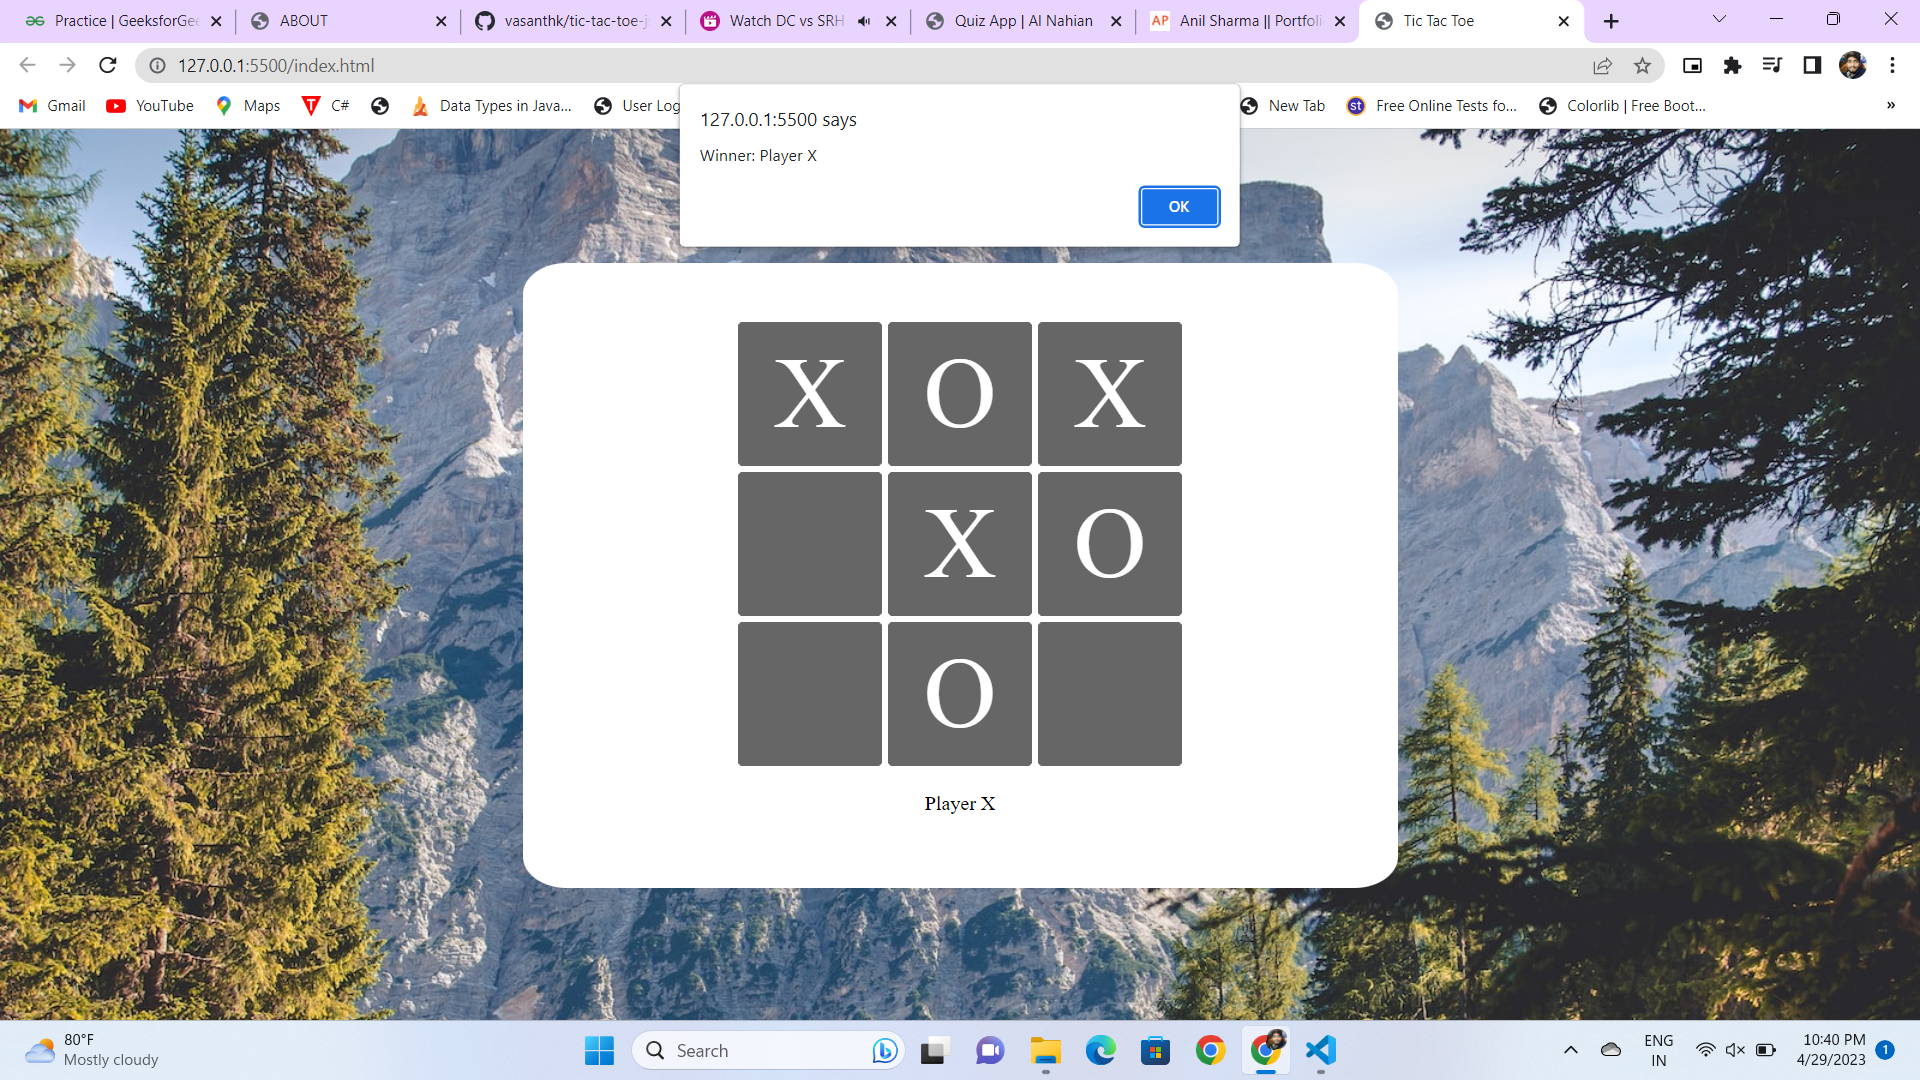 Practice | GeeksforGee
ABOUT
vasanthk/tic-tac-toe-js
Watch DC vs SRH
Quiz App | Al Nahian
AP Anil Sharma || Portfoli
Tic Tac Toe
127.0.0.1:5500/index.html
Gmail
YouTube
Maps
C#
Data Types in Java...
User Log
New Tab
st Free Online Tests fo...
Colorlib | Free Boot...
»
127.0.0.1:5500 says
Winner: Player X
OK
X O X
X O
O
Player X
80°F
Mostly cloudy
Search
ENG
IN
10:40 PM
4/29/2023
1